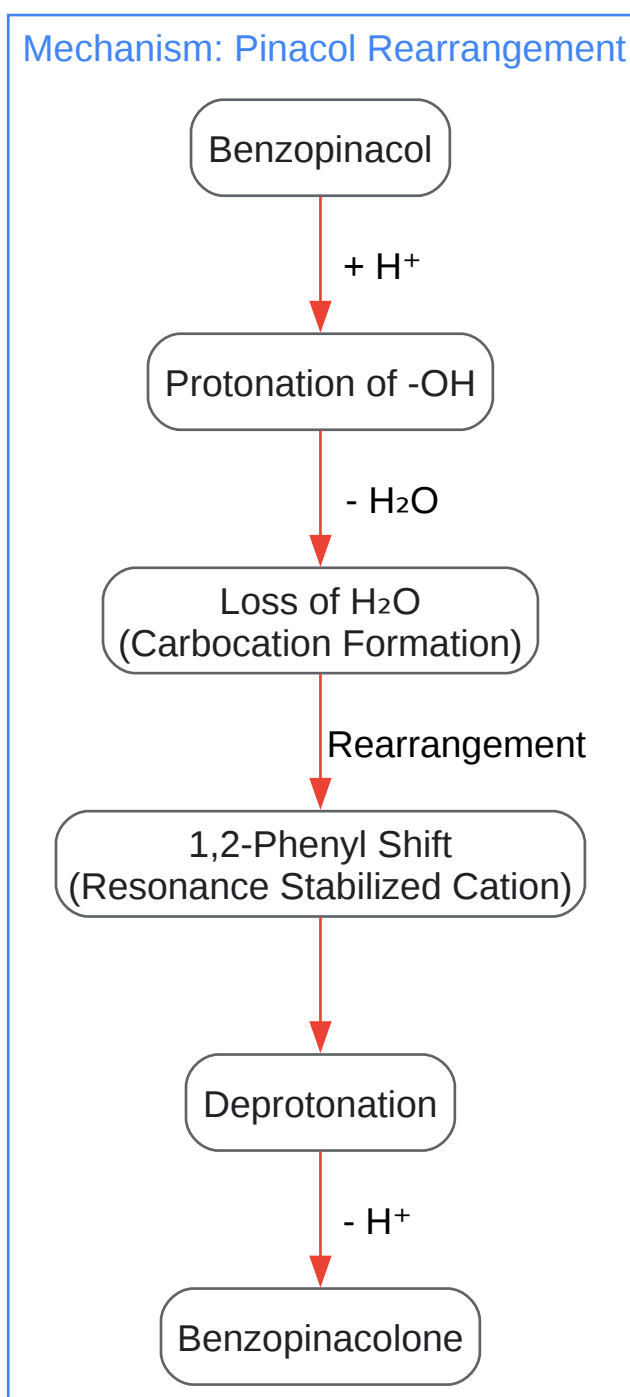 Mechanism: Pinacol Rearrangement
Benzopinacol
+ H⁺
Protonation of -OH
- H₂O
Loss of H₂O
(Carbocation Formation)
Rearrangement
1,2-Phenyl Shift
(Resonance Stabilized Cation)
Deprotonation
- H⁺
Benzopinacolone